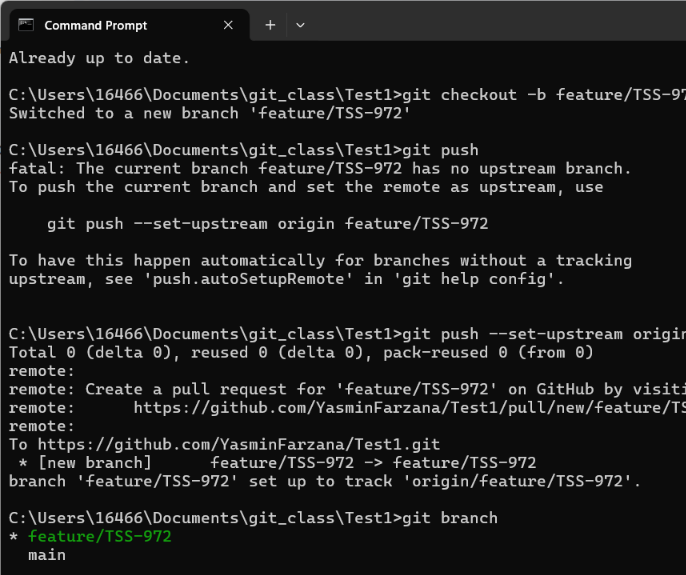 Command Prompt
Already up to date.
C:\Users\16466\Documents\git_class\Test1>git checkout -b feature/TSS-97
Switched to a new branch 'feature/TSS-972'
C:\Users\16466\Documents\git_class\Test1>git push
fatal: The current branch feature/TSS-972 has no upstream branch.
To push the current branch and set the remote as upstream, use
git push --set-upstream origin feature/TSS-972
To have this happen automatically for branches without a tracking
upstream, see 'push.autoSetupRemote' in 'git help config'.
C:\Users\16466\Documents\git_class\Test1>git push --set-upstream origin
Total 0 (delta 0), reused 0 (delta 0), pack-reused 0 (from 0)
remote:
remote: Create a pull request for 'feature/TSS-972' on GitHub by visiti
remote:      https://github.com/YasminFarzana/Test1/pull/new/feature/TS
remote:
To https://github.com/YasminFarzana/Test1.git
* [new branch]      feature/TSS-972 -> feature/TSS-972
branch 'feature/TSS-972' set up to track 'origin/feature/TSS-972'.
C:\Users\16466\Documents\git_class\Test1>git branch
* feature/TSS-972
main